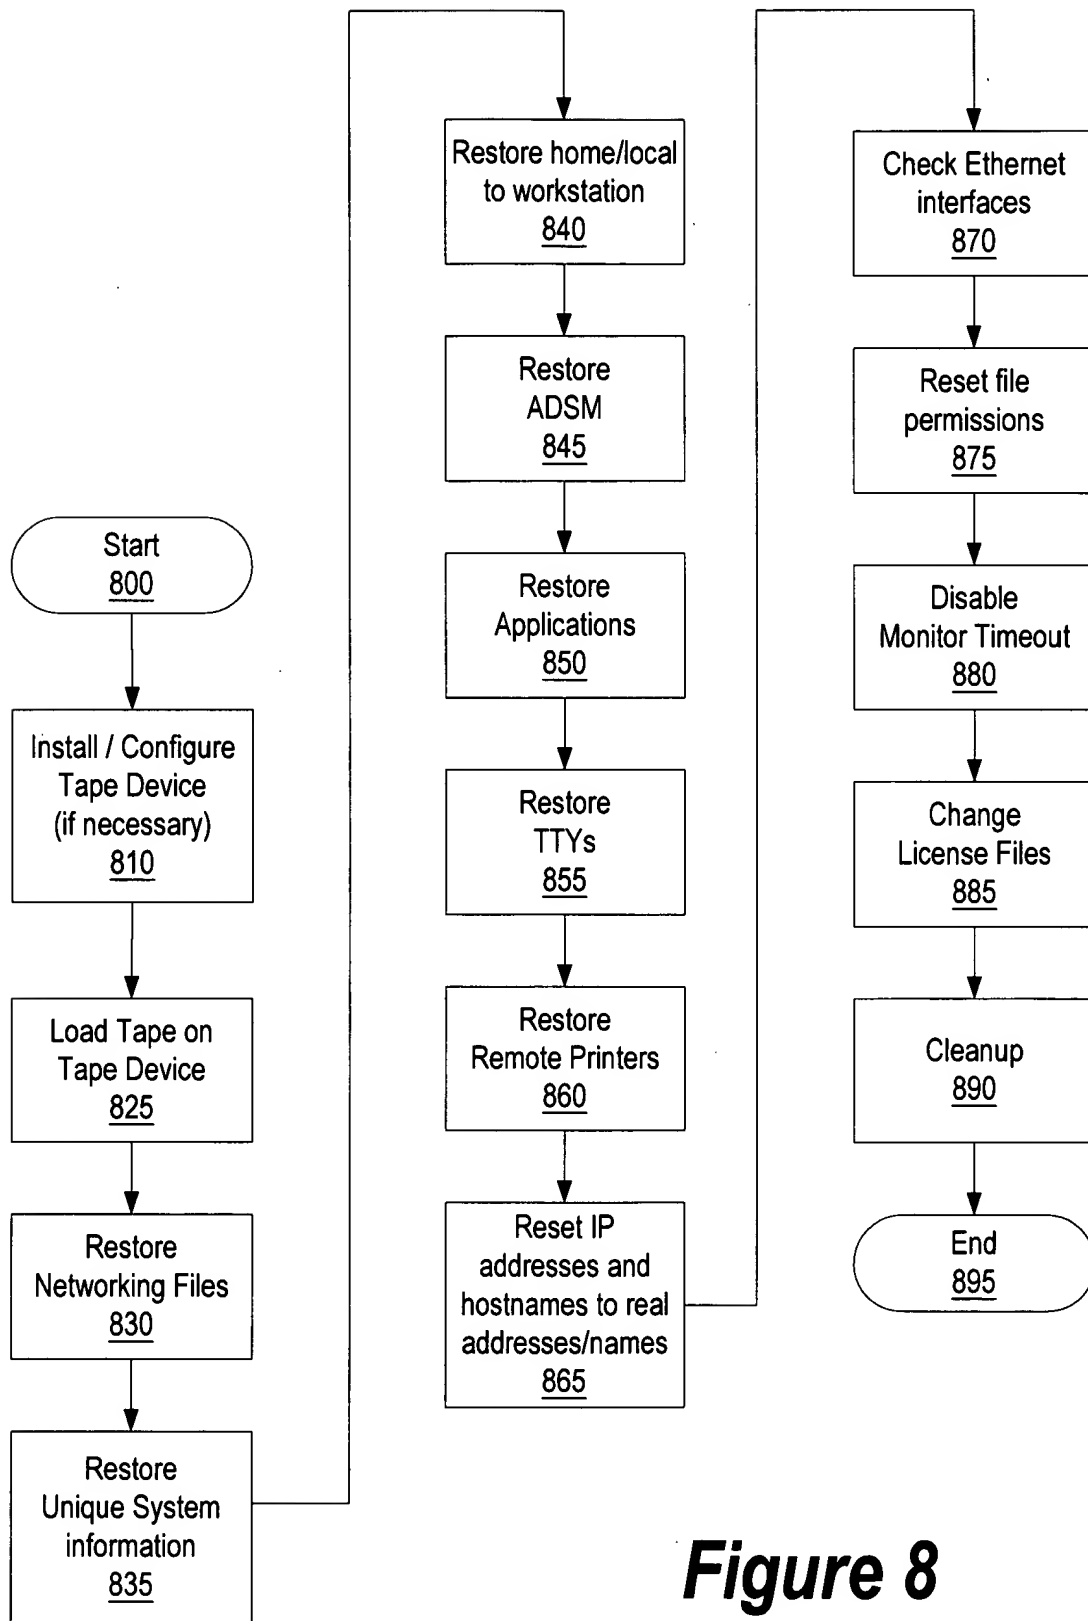 Start
800
Install / Configure
Tape Device
(if necessary)
810
Load Tape on
Tape Device
825
Restore
Networking Files
830
Restore
Unique System
information
835
Restore home/local
to workstation
840
Restore
ADSM
845
Restore
Applications
850
Restore
TTYs
855
Restore
Remote Printers
860
Reset IP
addresses and
hostnames to real
addresses/names
865
Check Ethernet
interfaces
870
Reset file
permissions
875
Disable
Monitor Timeout
880
Change
License Files
885
Cleanup
890
End
895
Figure 8